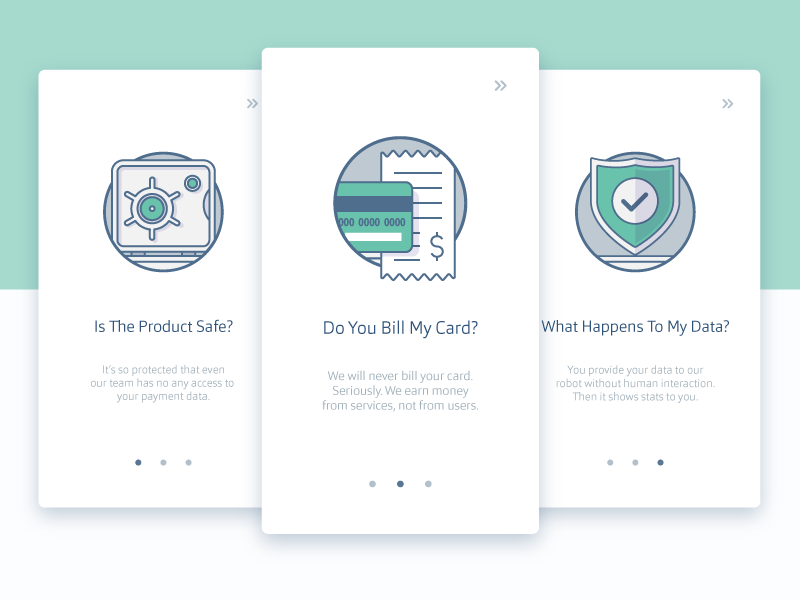 Is The Product Safe?
It's so protected that even
our team has no any access to
your payment data.
»
000 0000 0000
$
Do You Bill My Card?
We will never bill your card.
Seriously. We earn money
from services, not from users.
»
What Happens To My Data?
You provide your data to our
robot without human interaction.
Then it shows stats to you.